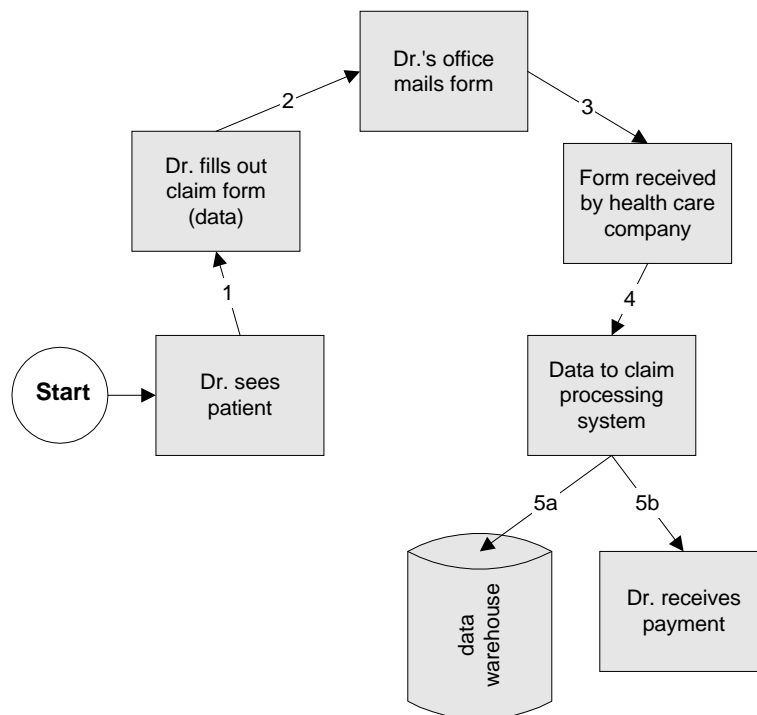 Start
Dr. sees
patient
1
Dr. fills out
claim form
(data)
2
Dr.'s office
mails form
3
Form received
by health care
company
4
Data to claim
processing
system
5a
5b
data
warehouse
Dr. receives
payment